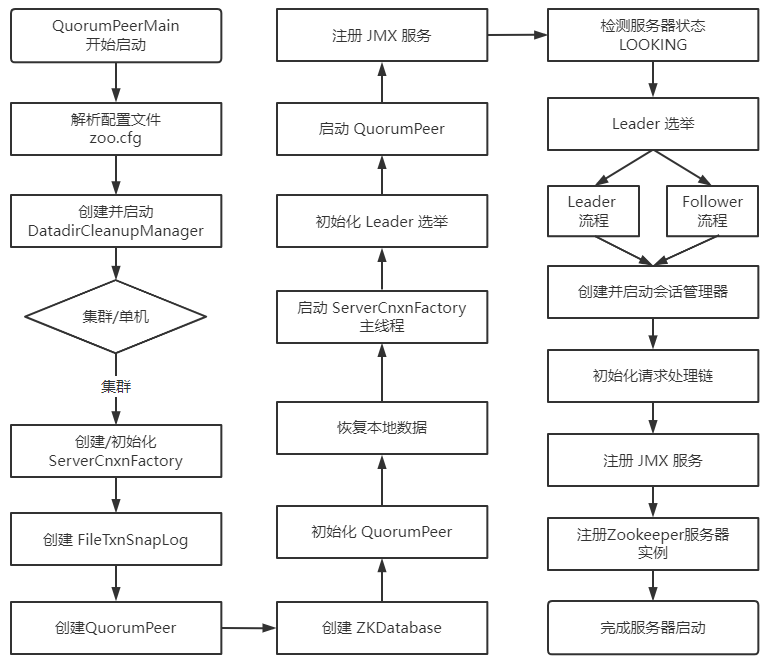 QuorumPeerMain
开始启动
解析配置文件
zoo.cfg
创建并启动
DatadirCleanupManager
集群/单机
集群
创建/初始化
ServerCnxnFactory
创建 FileTxnSnapLog
创建QuorumPeer
创建 ZKDatabase
初始化 QuorumPeer
恢复本地数据
启动 ServerCnxnFactory
主线程
初始化 Leader 选举
启动 QuorumPeer
注册 JMX 服务
检测服务器状态
LOOKING
Leader 选举
Leader
流程
Follower
流程
创建并启动会话管理器
初始化请求处理链
注册 JMX 服务
注册Zookeeper服务器
实例
完成服务器启动